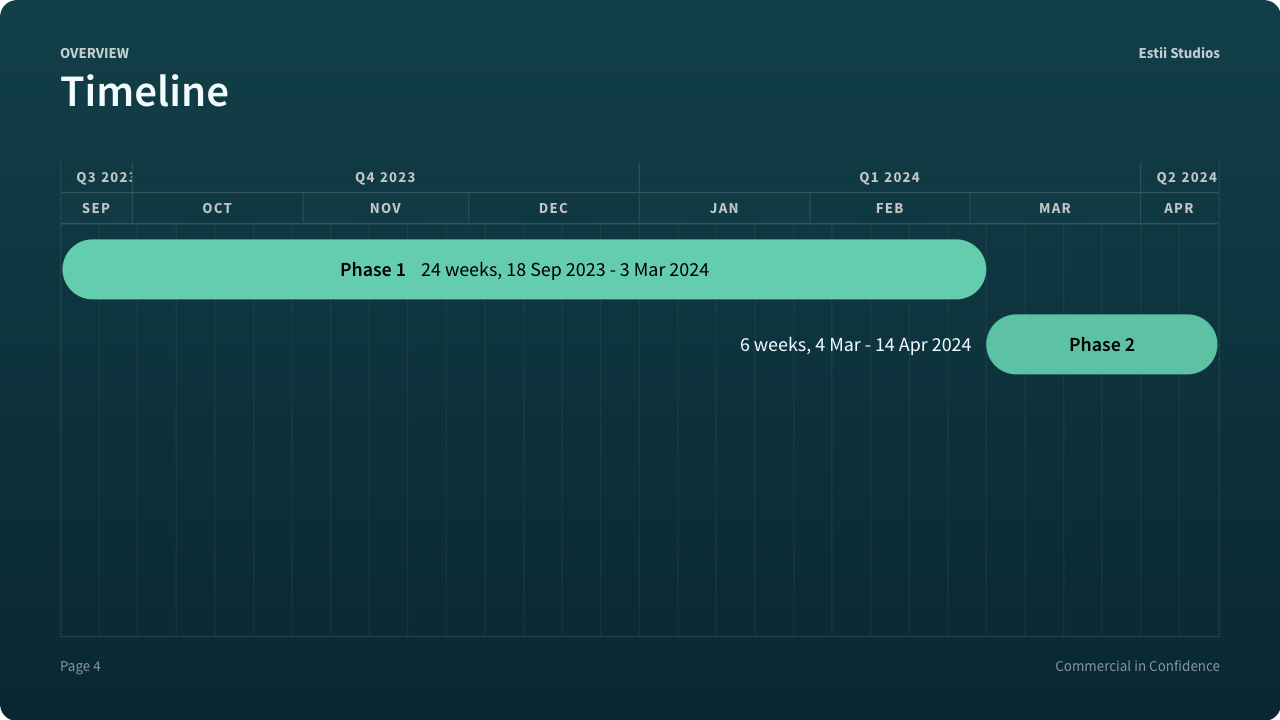 OVERVIEW
Estii Studios
Timeline
Q3 2023 Q4 2023 Q1 2024 Q2 2024
SEP OCT NOV DEC JAN FEB MAR APR
Phase 1 24 weeks, 18 Sep 2023 - 3 Mar 2024
6 weeks, 4 Mar - 14 Apr 2024 Phase 2
Page 4
Commercial in Confidence